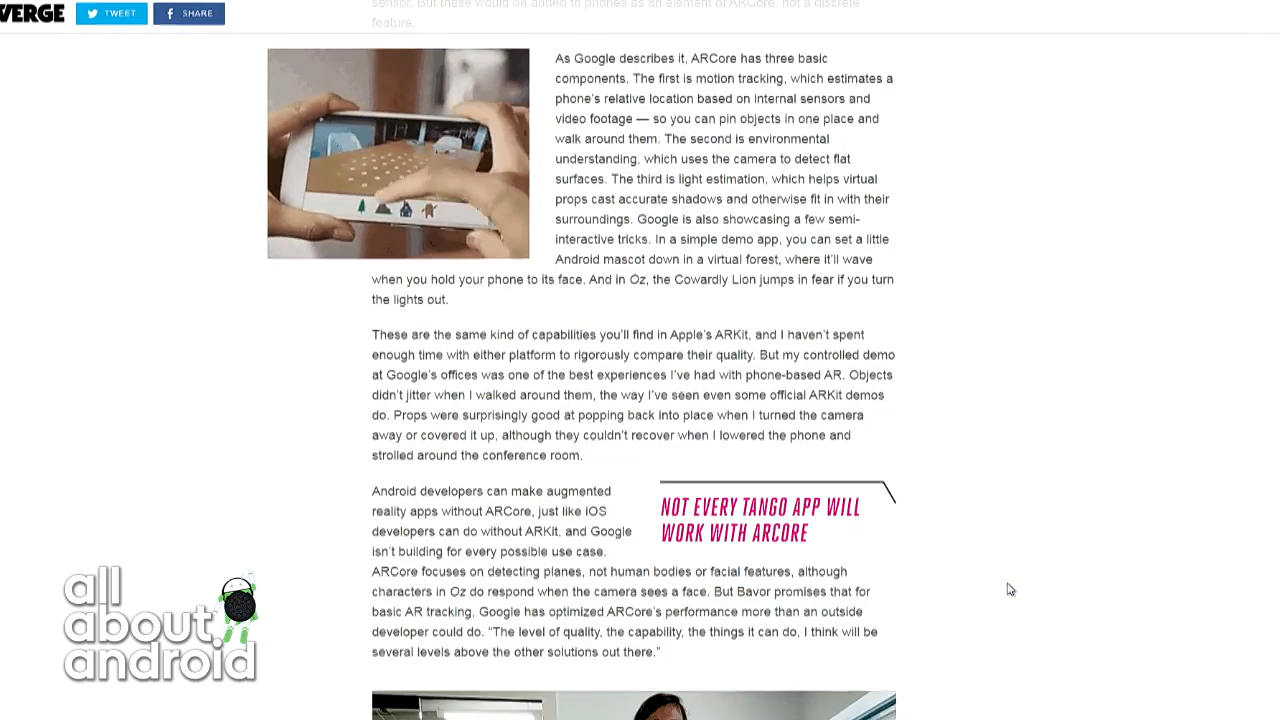 VERGE
TWEET
SHARE
sensor. But these would be added to phones as an element of ARCore, not a discrete
feature.
As Google describes it, ARCore has three basic
components. The first is motion tracking, which estimates a
phone's relative location based on internal sensors and
video footage — so you can pin objects in one place and
walk around them. The second is environmental
understanding, which uses the camera to detect flat
surfaces. The third is light estimation, which helps virtual
props cast accurate shadows and otherwise fit in with their
surroundings. Google is also showcasing a few semi-
interactive tricks. In a simple demo app, you can set a little
Android mascot down in a virtual forest, where it'll wave
when you hold your phone to its face. And in Oz, the Cowardly Lion jumps in fear if you turn
the lights out.
These are the same kind of capabilities you'll find in Apple's ARKit, and I haven't spent
enough time with either platform to rigorously compare their quality. But my controlled demo
at Google's offices was one of the best experiences I've had with phone-based AR. Objects
didn't jitter when I walked around them, the way I've seen even some official ARKit demos
do. Props were surprisingly good at popping back into place when I turned the camera
away or covered it up, although they couldn't recover when I lowered the phone and
strolled around the conference room.
Android developers can make augmented
reality apps without ARCore, just like iOS
developers can do without ARKit, and Google
isn't building for every possible use case.
ARCore focuses on detecting planes, not human bodies or facial features, although
characters in Oz do respond when the camera sees a face. But Bavor promises that for
basic AR tracking, Google has optimized ARCore's performance more than an outside
developer could do. "The level of quality, the capability, the things it can do, I think will be
several levels above the other solutions out there."
NOT EVERY TANGO APP WILL
WORK WITH ARCORE
all
about
android